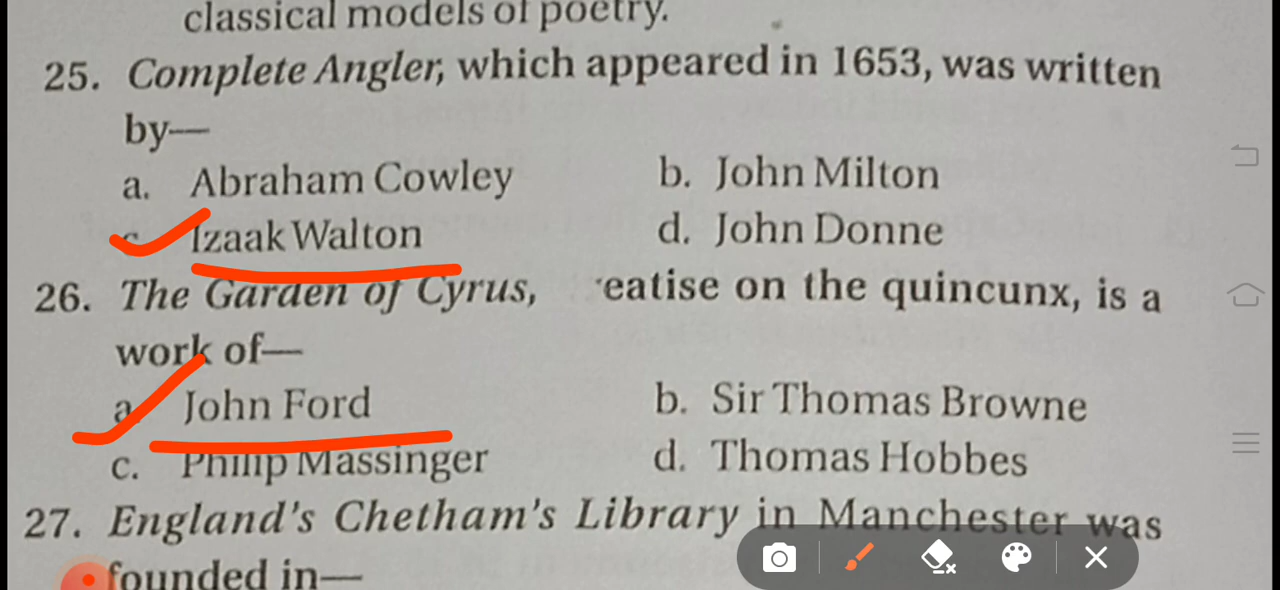 classical models of poetry.
25. Complete Angler, which appeared in 1653, was written
by—
a. Abraham Cowley b. John Milton
c. Izaak Walton d. John Donne
26. The Garden of Cyrus, eatise on the quincunx, is a
work of—
a. John Ford b. Sir Thomas Browne
c. Philip Massinger d. Thomas Hobbes
27. England's Chetham's Library in Manchester was
founded in—